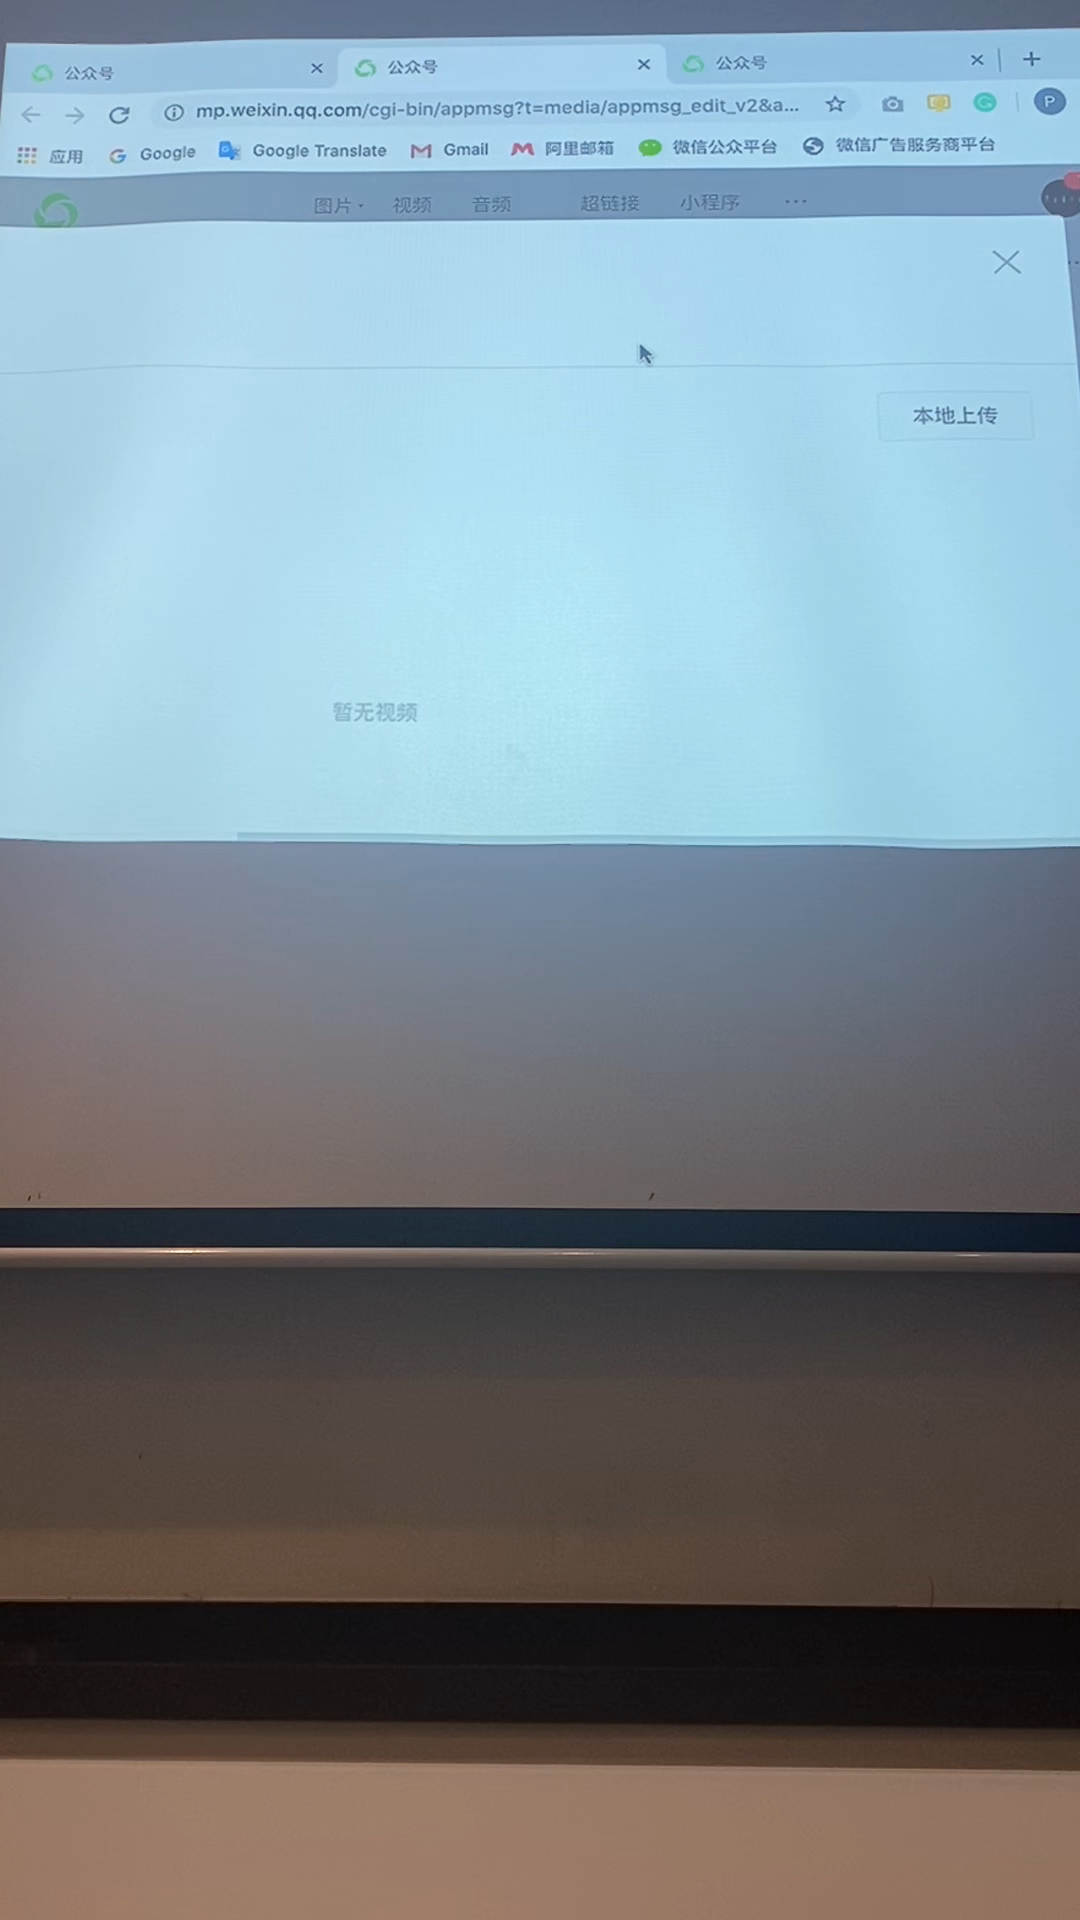 公众号 公众号 公众号
mp.weixin.qq.com/cgi-bin/appmsg?t=media/appmsg_edit_v2&a... P
应用 Google Google Translate Gmail 阿里邮箱 微信公众平台 微信广告服务商平台
图片 视频 音频 超链接 小程序 ...
本地上传
暂无视频